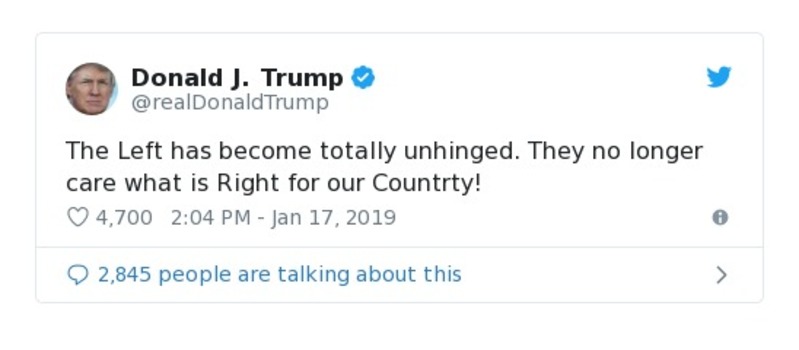 Donald J. Trump
@realDonaldTrump
The Left has become totally unhinged. They no longer
care what is Right for our Countrty!
4,700 2:04 PM - Jan 17, 2019
2,845 people are talking about this